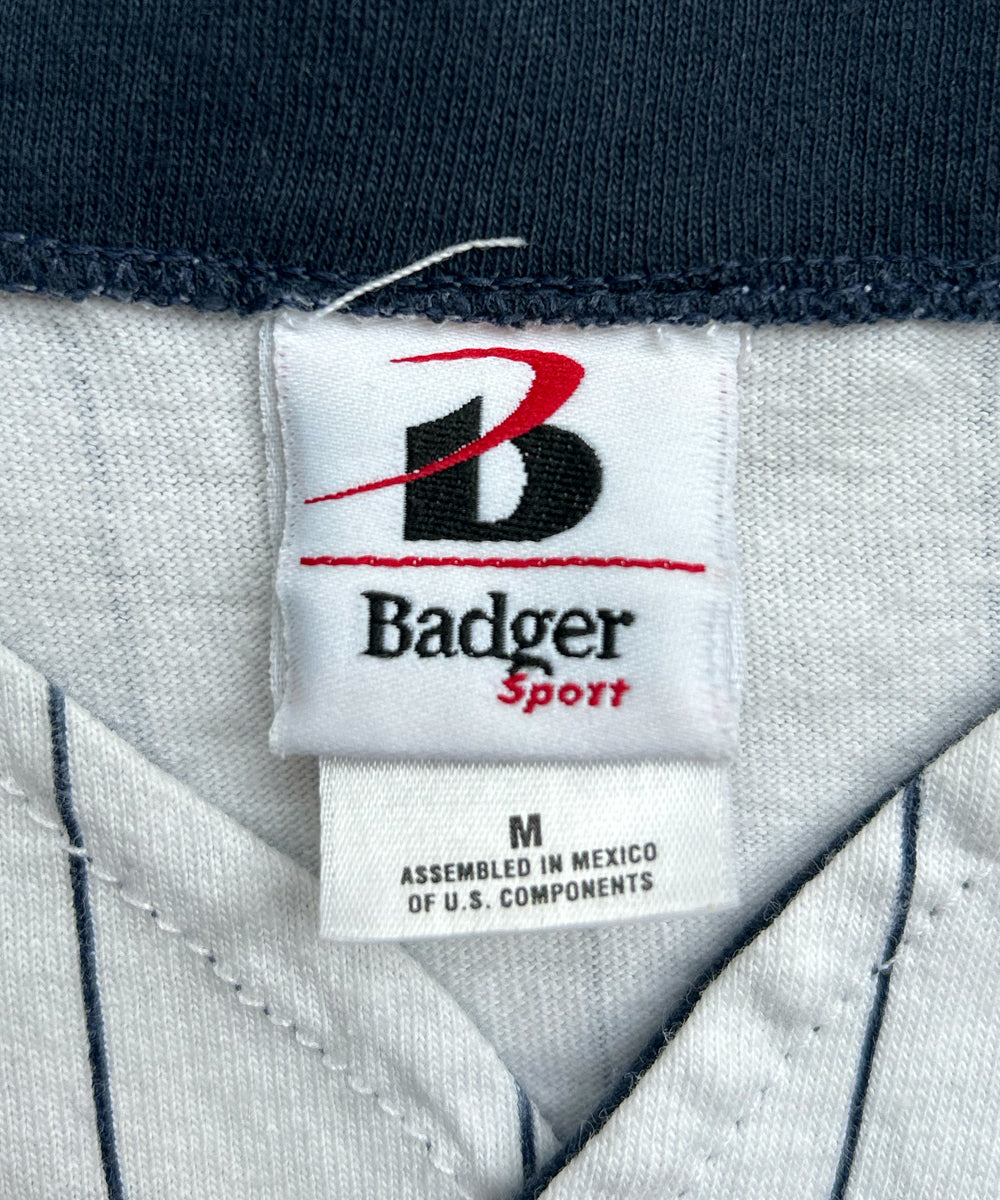 B
Badger
Sport
M
ASSEMBLED IN MEXICO
OF U.S. COMPONENTS